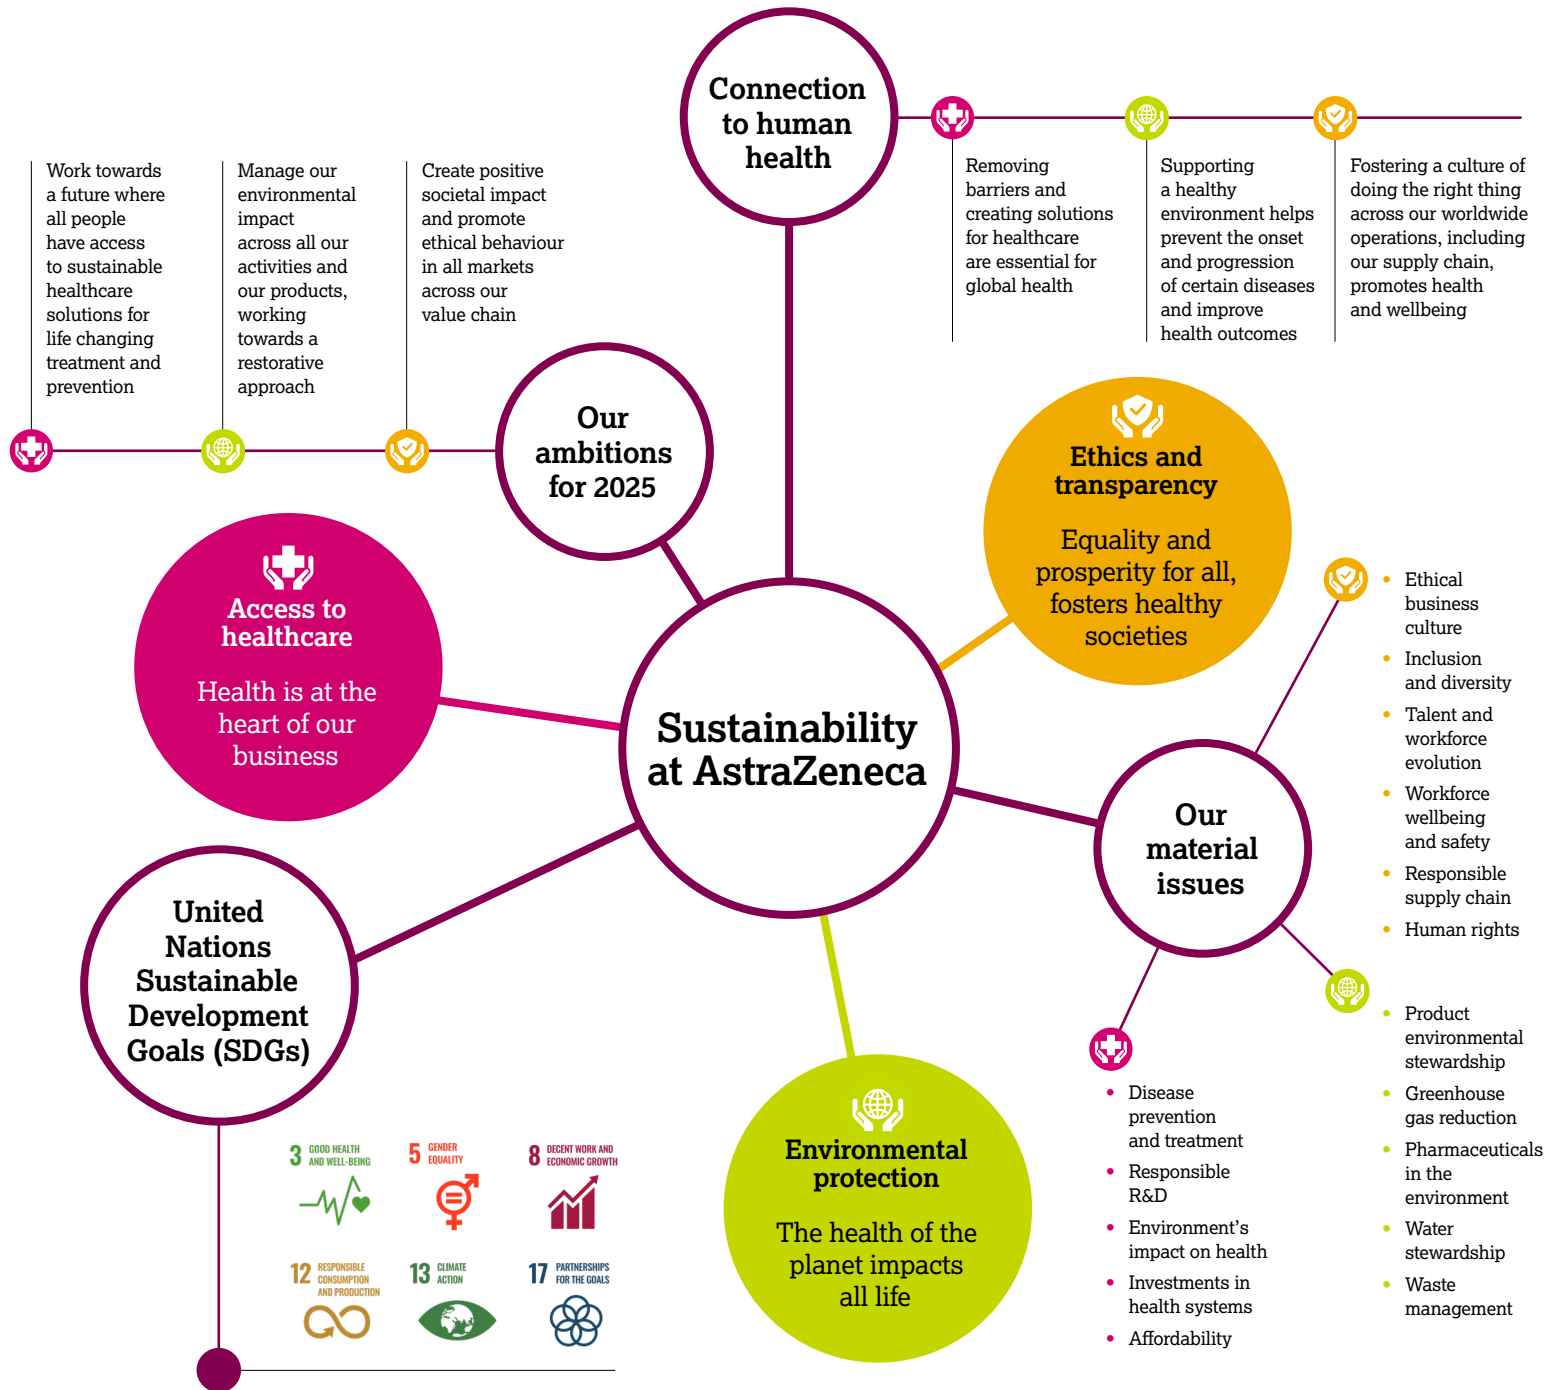 Connection
to human
health
Removing
barriers and
creating solutions
for healthcare
are essential for
global health
Supporting
a healthy
environment helps
prevent the onset
and progression
of certain diseases
and improve
health outcomes
Fostering a culture of
doing the right thing
across our worldwide
operations, including
our supply chain,
promotes health
and wellbeing
Work towards
a future where
all people
have access
to sustainable
healthcare
solutions for
life changing
treatment and
prevention
Manage our
environmental
impact
across all our
activities and
our products,
working
towards a
restorative
approach
Create positive
societal impact
and promote
ethical behaviour
in all markets
across our
value chain
Our
ambitions
for 2025
Ethics and
transparency
Equality and
prosperity for all,
fosters healthy
societies
Access to
healthcare
Health is at the
heart of our
business
Sustainability
at AstraZeneca
Our
material
issues
• Ethical
business
culture
• Inclusion
and diversity
• Talent and
workforce
evolution
• Workforce
wellbeing
and safety
• Responsible
supply chain
• Human rights
• Product
environmental
stewardship
• Greenhouse
gas reduction
• Pharmaceuticals
in the
environment
• Water
stewardship
• Waste
management
• Disease
prevention
and treatment
• Responsible
R&D
• Environment's
impact on health
• Investments in
health systems
• Affordability
United
Nations
Sustainable
Development
Goals (SDGs)
3 GOOD HEALTH
AND WELL-BEING
5 GENDER
EQUALITY
8 DECENT WORK AND
ECONOMIC GROWTH
12 RESPONSIBLE
CONSUMPTION
AND PRODUCTION
13 CLIMATE
ACTION
17 PARTNERSHIPS
FOR THE GOALS
Environmental
protection
The health of the
planet impacts
all life